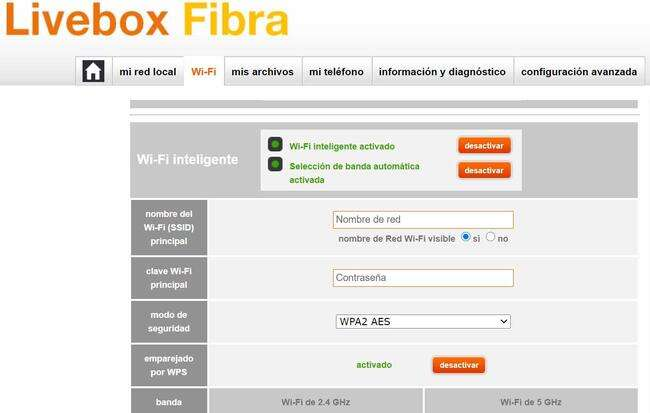 Livebox Fibra
mi red local Wi-Fi mis archivos mi teléfono información y diagnóstico configuración avanzada
Wi-Fi inteligente
Wi-Fi inteligente activado desactivar
Selección de banda automática
activada
desactivar
nombre del
Wi-Fi (SSID)
principal
Nombre de red
nombre de Red Wi-Fi visible sì no
clave Wi-Fi
principal
Contraseña
modo de
seguridad
WPA2 AES
emparejado
por WPS
activado desactivar
banda Wi-Fi de 2.4 GHz Wi-Fi de 5 GHz